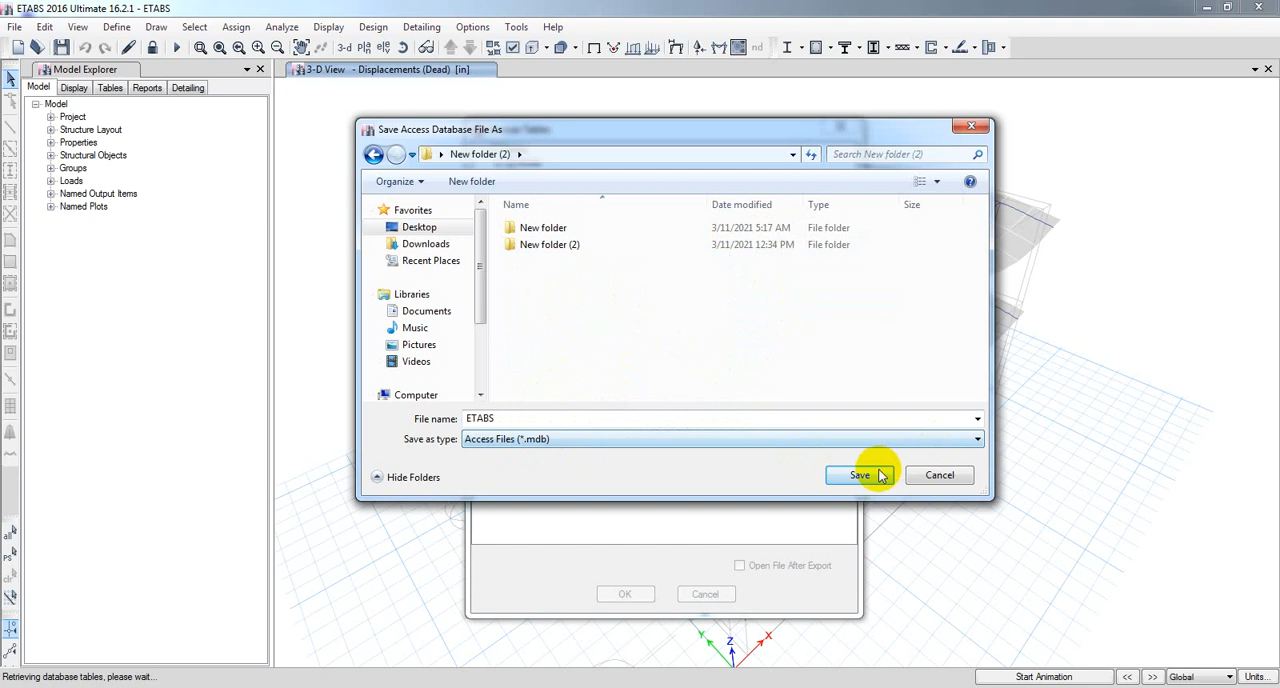 ETABS 2016 Ultimate 16.2.1 - ETABS
File Edit View Define Draw Select Assign Analyze Display Design Detailing Options Tools Help
3-d nd
Model Explorer
3-D View - Displacements (Dead) [in]
Model Display Tables Reports Detailing
Model
Project
Structure Layout
Properties
Structural Objects
Groups
Loads
Named Output Items
Named Plots
Save Access Database File As
New folder (2)
Search New folder (2)
Organize New folder
Name Date modified Type Size
Favorites
Desktop
Downloads
Recent Places
Libraries
Documents
Music
Pictures
Videos
Computer
New folder 3/11/2021 5:17 AM File folder
New folder (2) 3/11/2021 12:34 PM File folder
File name: ETABS
Save as type: Access Files (*.mdb)
Hide Folders Save Cancel
Open File After Export
OK Cancel
Y Z X
all
PS
clr
Retrieving database tables, please wait... Start Animation << >> Global Units...